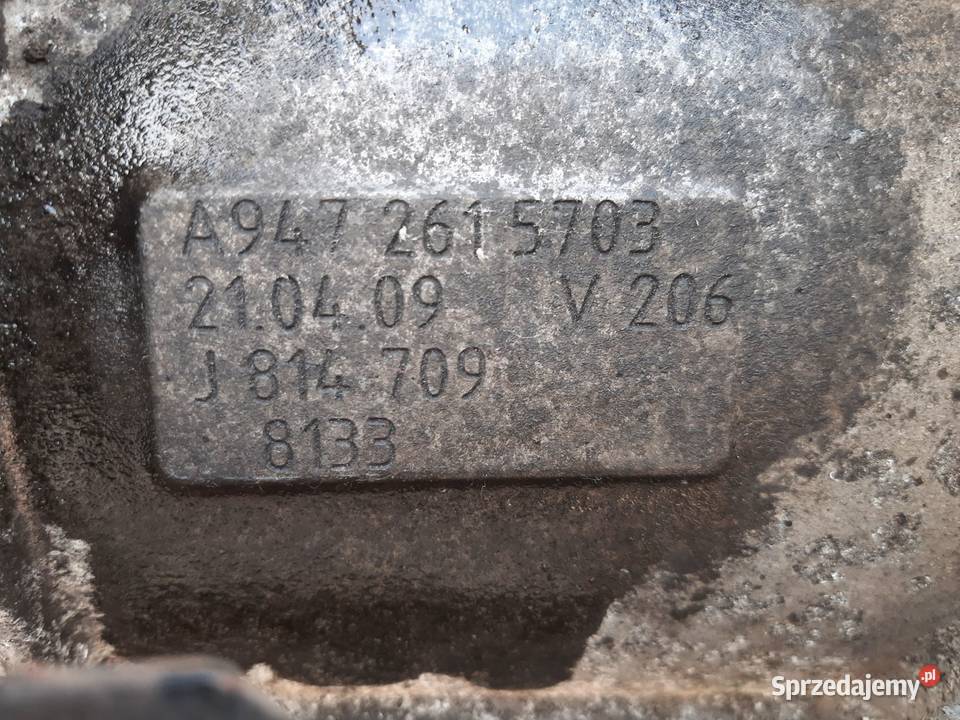 A947 261 5703
21.04.09 V 206
J 814 709
8133
Sprzedajemy.pl